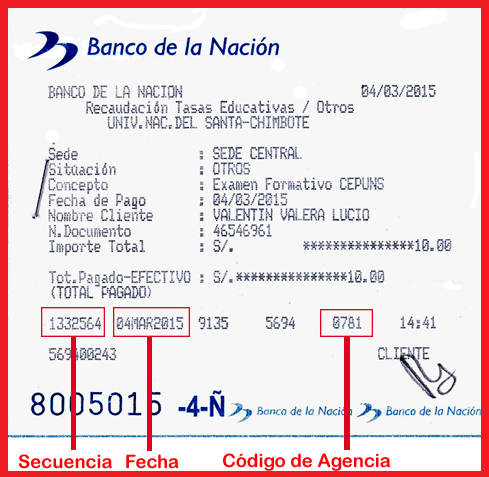 Banco de la Nación
BANCO DE LA NACION 04/03/2015
Recaudación Tasas Educativas / Otros
UNIV.NAC.DEL SANTA-CHIMBOTE
Sede : SEDE CENTRAL
Situación : OTROS
Concepto : Examen Formativo CEPUNS
Fecha de Pago : 04/03/2015
Nombre Cliente : VALENTIN VALERA LUCIO
N.Documento : 46546961
Importe Total : S/. ***************10.00
Tot.Pagado-EFECTIVO : S/.***************10.00
(TOTAL PAGADO)
1332564 04MAR2015 9135 5694 0781 14:41
569400243 CLIENTE
8005015 -4-Ñ Banco de la Nación Banco de la Nación
Secuencia Fecha Código de Agencia